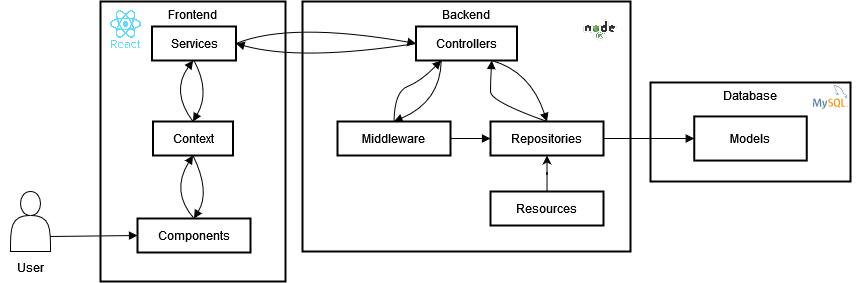 Frontend
React
Services
Context
Components
User
Backend
node
JS
Controllers
Middleware
Repositories
Resources
Database
MySQL
Models